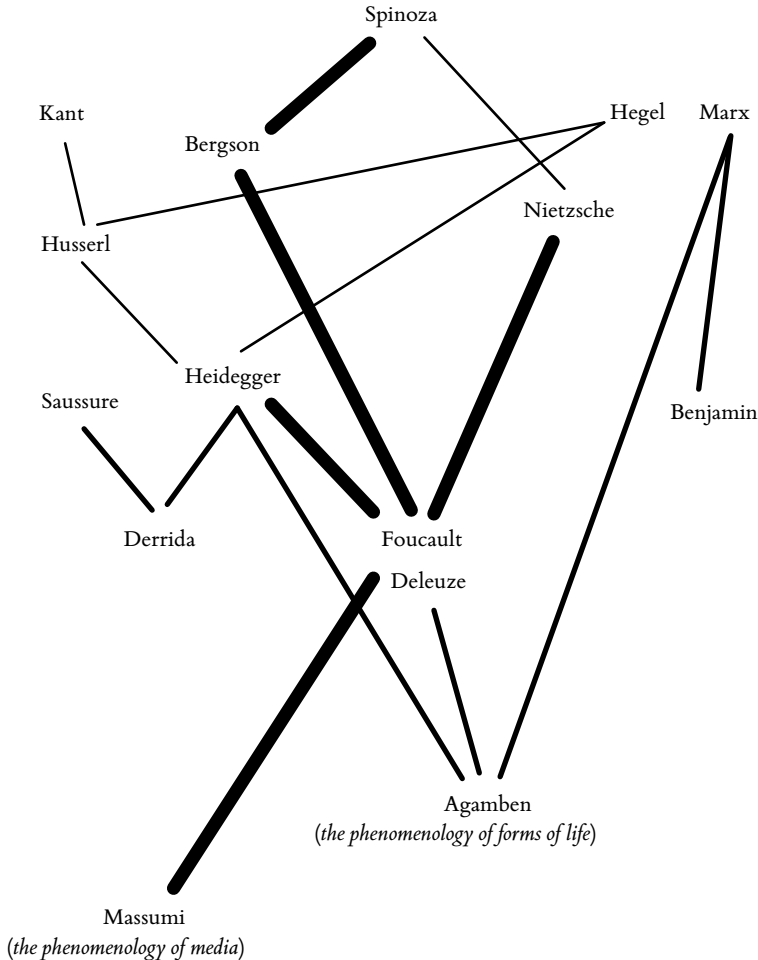 Spinoza
Kant
Hegel
Marx
Bergson
Nietzsche
Husserl
Heidegger
Saussure
Benjamin
Derrida
Foucault
Deleuze
Agamben
(the phenomenology of forms of life)
Massumi
(the phenomenology of media)